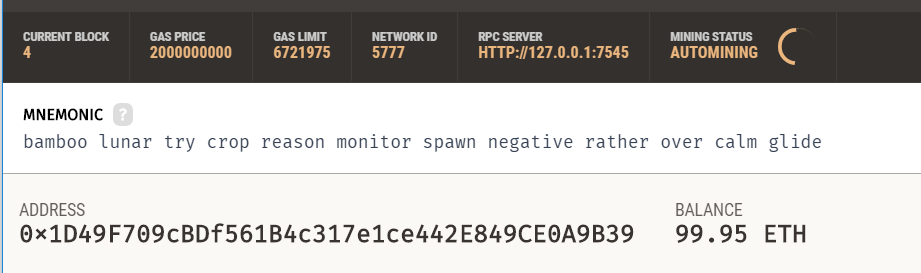 CURRENT BLOCK GAS PRICE GAS LIMIT NETWORK ID RPC SERVER MINING STATUS
4 2000000000 6721975 5777 HTTP://127.0.0.1:7545 AUTOMINING
MNEMONIC ?
bamboo lunar try crop reason monitor spawn negative rather over calm glide
ADDRESS BALANCE
0×1D49F709cBDf561B4c317e1ce442E849CE0A9B39 99.95 ETH